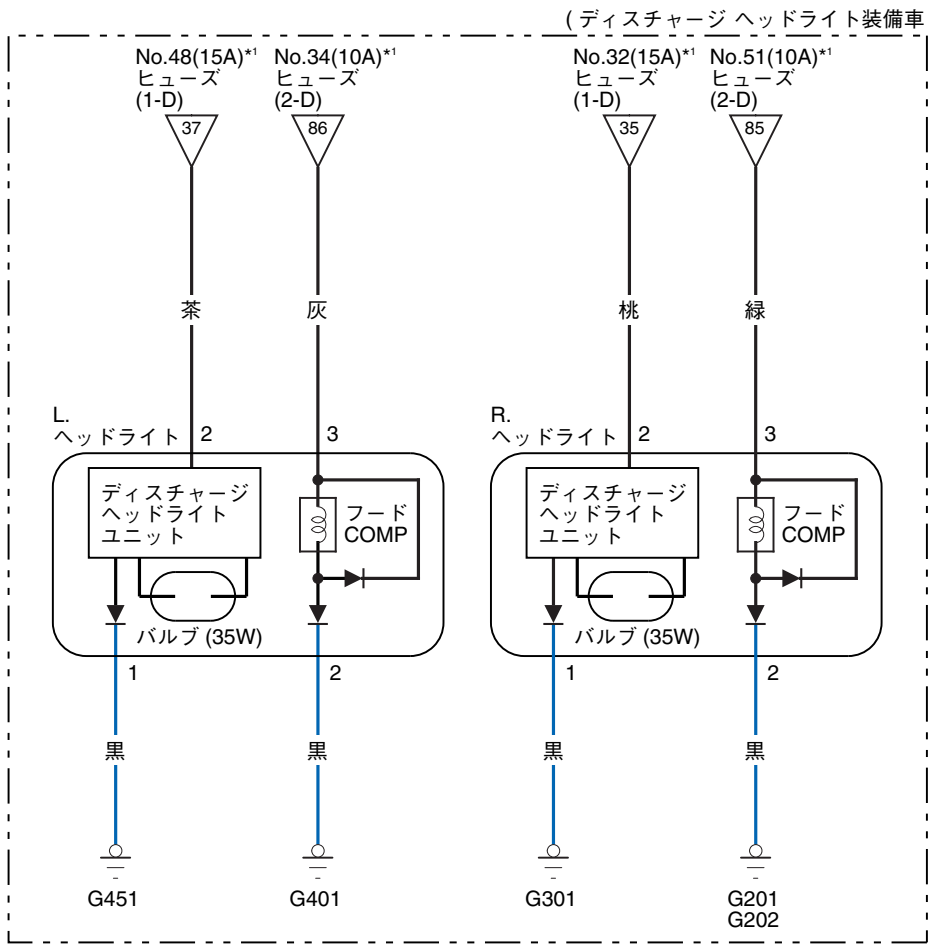 (ディスチャージ ヘッドライト装備車
No.48(15A)*1
ヒューズ
(1-D)
37
No.34(10A)*1
ヒューズ
(2-D)
86
No.32(15A)*1
ヒューズ
(1-D)
35
No.51(10A)*1
ヒューズ
(2-D)
85
茶
灰
桃
緑
L.
ヘッドライト
2
3
R.
ヘッドライト
2
3
ディスチャージ
ヘッドライト
ユニット
フード
COMP
バルブ (35W)
ディスチャージ
ヘッドライト
ユニット
フード
COMP
バルブ (35W)
1
2
1
2
黒
黒
黒
黒
G451
G401
G301
G201
G202